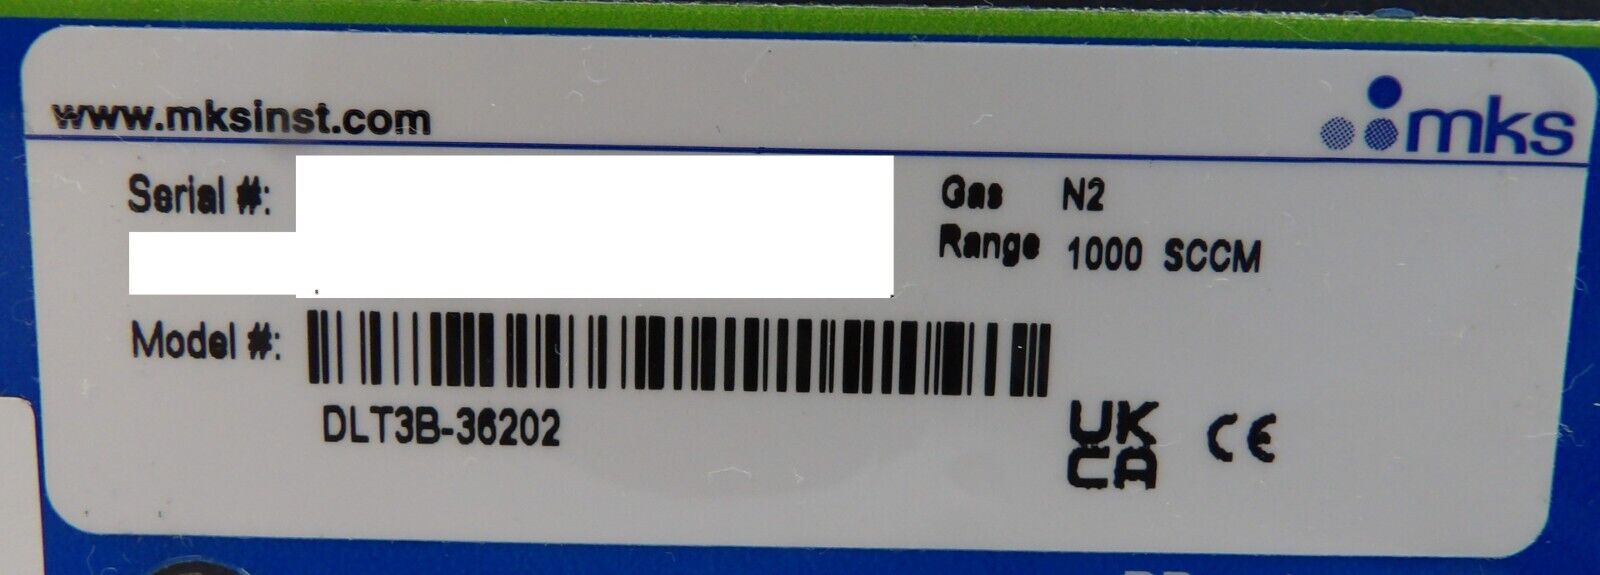 www.mksinst.com
mks
Serial #:
Gas N2
Range 1000 SCCM
Model #:
DLT3B-36202
UK
CA
CE